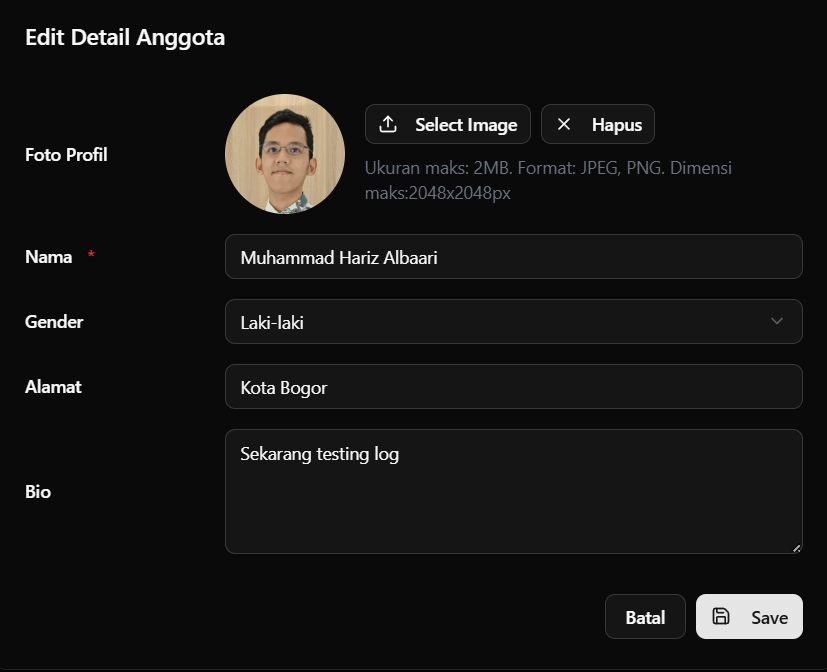 Edit Detail Anggota
Foto Profil
Select Image
Hapus
Ukuran maks: 2MB. Format: JPEG, PNG. Dimensi
maks:2048x2048px
Nama *
Muhammad Hariz Albaari
Gender
Laki-laki
Alamat
Kota Bogor
Bio
Sekarang testing log
Batal
Save